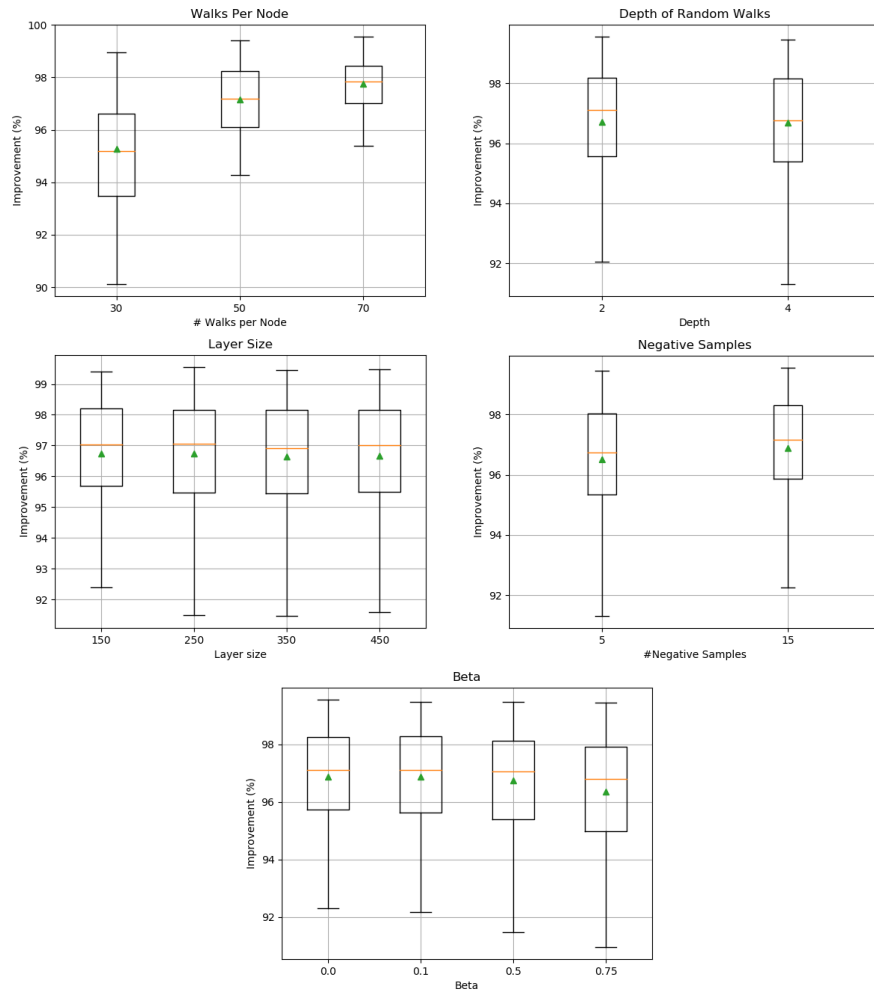 Walks Per Node
Improvement (%)
100
98
96
94
92
90
30 50 70
# Walks per Node
Depth of Random Walks
Improvement (%)
98
96
94
92
2 4
Depth
Layer Size
Improvement (%)
99
98
97
96
95
94
93
92
150 250 350 450
Layer size
Negative Samples
Improvement (%)
98
96
94
92
5 15
#Negative Samples
Beta
Improvement (%)
98
96
94
92
0.0 0.1 0.5 0.75
Beta